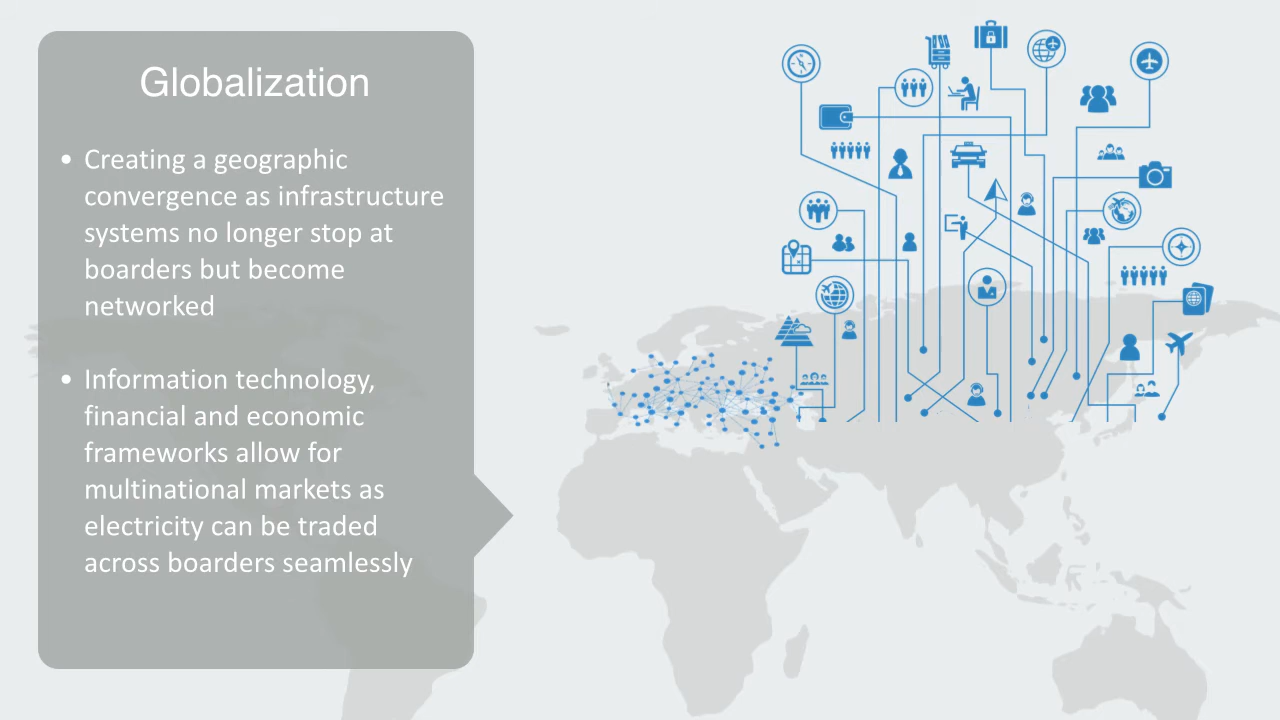 Globalization
• Creating a geographic
convergence as infrastructure
systems no longer stop at
boarders but become
networked
• Information technology,
financial and economic
frameworks allow for
multinational markets as
electricity can be traded
across boarders seamlessly